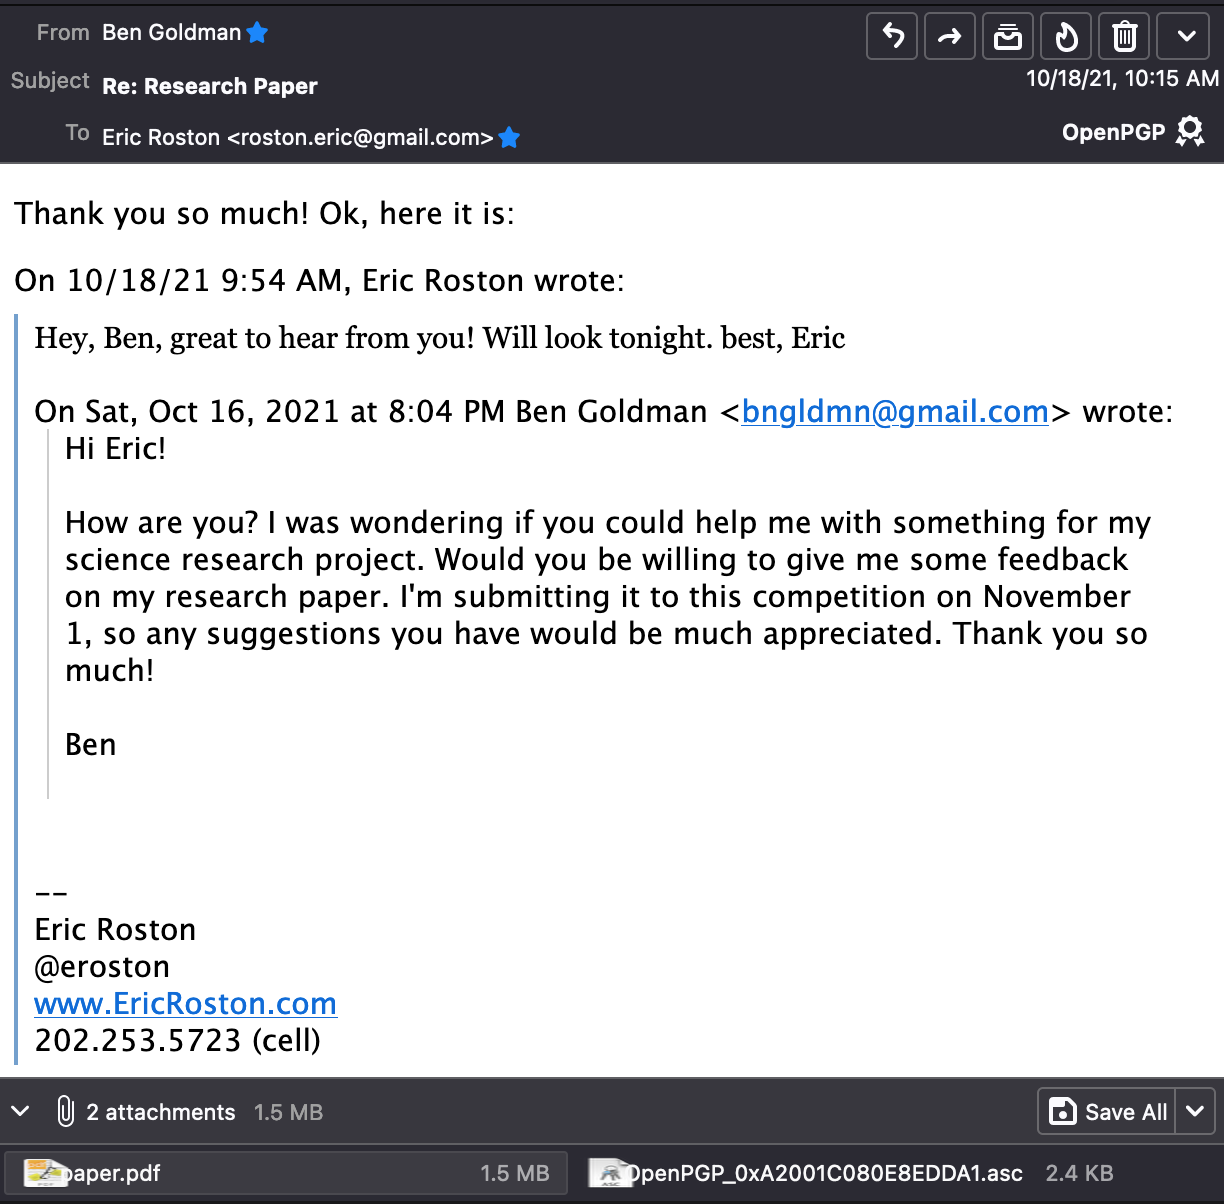 From Ben Goldman
Subject Re: Research Paper
10/18/21, 10:15 AM
To Eric Roston <roston.eric@gmail.com>
OpenPGP
Thank you so much! Ok, here it is:
On 10/18/21 9:54 AM, Eric Roston wrote:
Hey, Ben, great to hear from you! Will look tonight. best, Eric
On Sat, Oct 16, 2021 at 8:04 PM Ben Goldman <bngldmn@gmail.com> wrote:
Hi Eric!
How are you? I was wondering if you could help me with something for my
science research project. Would you be willing to give me some feedback
on my research paper. I'm submitting it to this competition on November
1, so any suggestions you have would be much appreciated. Thank you so
much!
Ben
--
Eric Roston
@eroston
www.EricRoston.com
202.253.5723 (cell)
2 attachments 1.5 MB
Save All
paper.pdf 1.5 MB
OpenPGP_0xA2001C080E8EDDA1.asc 2.4 KB